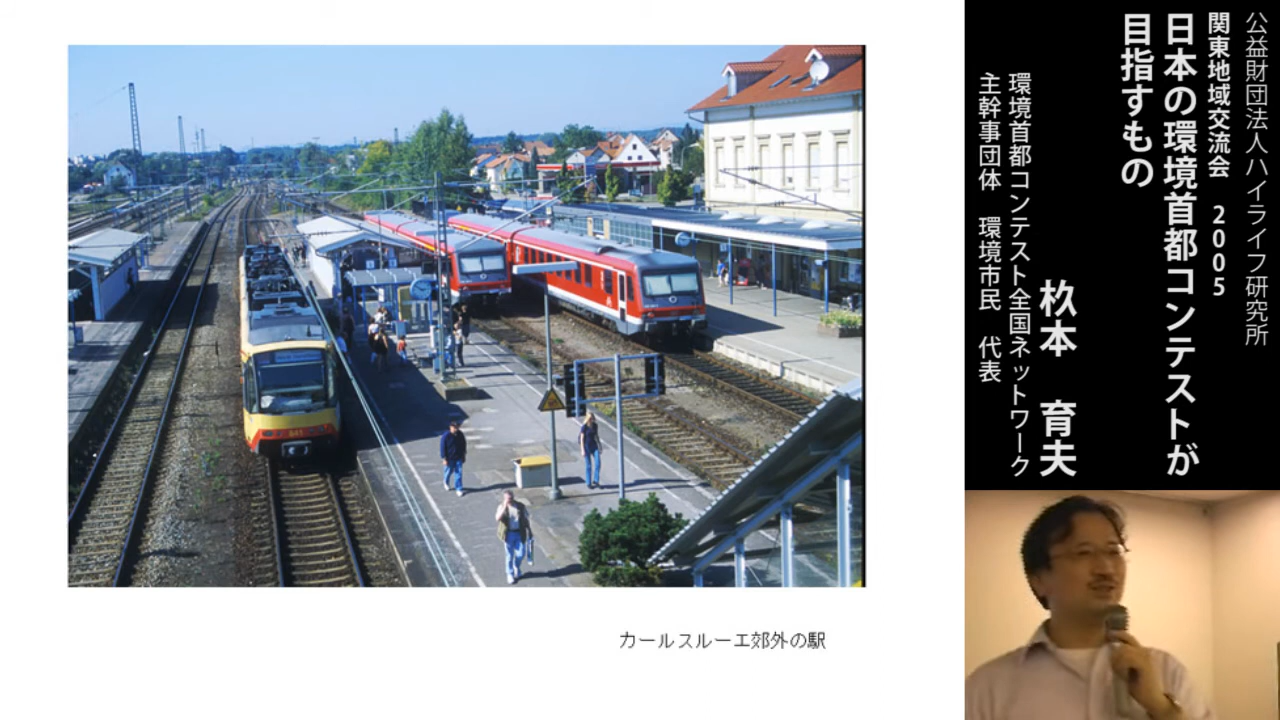 公益財団法人ハイライフ研究所
関東地域交流会 2005
日本の環境首都コンテストが
目指すもの
杦本 育夫
環境首都コンテスト全国ネットワーク
主幹事団体 環境市民 代表
カールスルーエ郊外の駅